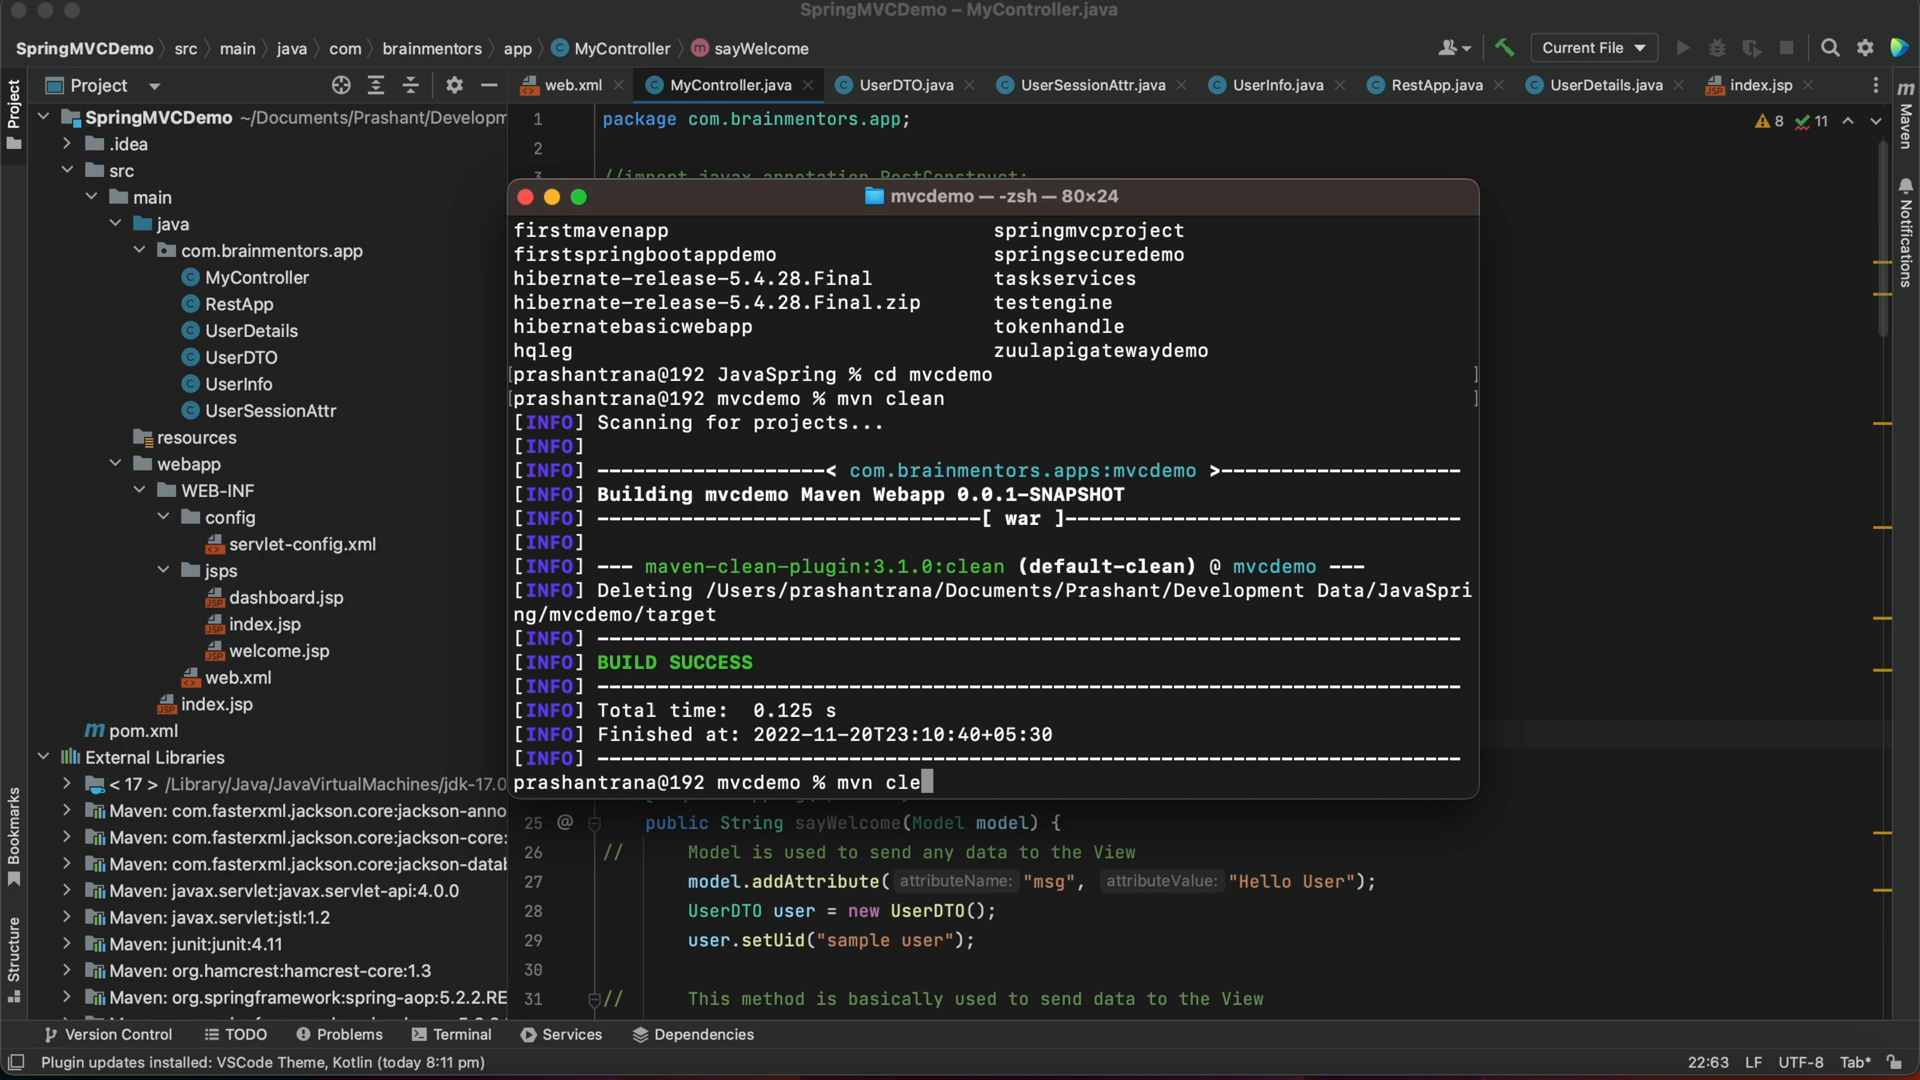 SpringMVCDemo – MyController.java
SpringMVCDemo src main java com brainmentors app MyController sayWelcome
Current File
Project
web.xml MyController.java UserDTO.java UserSessionAttr.java UserInfo.java RestApp.java UserDetails.java index.jsp
Project
Maven
Notifications
Bookmarks
Structure
SpringMVCDemo ~/Documents/Prashant/Developm
.idea
src
main
java
com.brainmentors.app
MyController
RestApp
UserDetails
UserDTO
UserInfo
UserSessionAttr
resources
webapp
WEB-INF
config
servlet-config.xml
jsps
dashboard.jsp
index.jsp
welcome.jsp
web.xml
index.jsp
pom.xml
External Libraries
< 17 > /Library/Java/JavaVirtualMachines/jdk-17.0
Maven: com.fasterxml.jackson.core:jackson-anno
Maven: com.fasterxml.jackson.core:jackson-core:
Maven: com.fasterxml.jackson.core:jackson-datab
Maven: javax.servlet:javax.servlet-api:4.0.0
Maven: javax.servlet:jstl:1.2
Maven: junit:junit:4.11
Maven: org.hamcrest:hamcrest-core:1.3
Maven: org.springframework:spring-aop:5.2.2.RE
1 package com.brainmentors.app;
8 11
2
3 //import javax.annotation.PostConstruct;
mvcdemo — -zsh — 80×24
firstmavenapp springmvcproject
firstspringbootappdemo springsecuredemo
hibernate-release-5.4.28.Final taskservices
hibernate-release-5.4.28.Final.zip testengine
hibernatebasicwebapp tokenhandle
hqleg zuulapigatewaydemo
[prashantrana@192 JavaSpring % cd mvcdemo ]
[prashantrana@192 mvcdemo % mvn clean ]
[INFO] Scanning for projects...
[INFO]
[INFO] -------------------< com.brainmentors.apps:mvcdemo >--------------------
[INFO] Building mvcdemo Maven Webapp 0.0.1-SNAPSHOT
[INFO] --------------------------------[ war ]---------------------------------
[INFO]
[INFO] --- maven-clean-plugin:3.1.0:clean (default-clean) @ mvcdemo ---
[INFO] Deleting /Users/prashantrana/Documents/Prashant/Development Data/JavaSpri
ng/mvcdemo/target
[INFO] ------------------------------------------------------------------------
[INFO] BUILD SUCCESS
[INFO] ------------------------------------------------------------------------
[INFO] Total time:  0.125 s
[INFO] Finished at: 2022-11-20T23:10:40+05:30
[INFO] ------------------------------------------------------------------------
prashantrana@192 mvcdemo % mvn cle
25 @ public String sayWelcome(Model model) {
26 // Model is used to send any data to the View
27 model.addAttribute( attributeName: "msg", attributeValue: "Hello User");
28 UserDTO user = new UserDTO();
29 user.setUid("sample user");
30
31 // This method is basically used to send data to the View
Version Control TODO Problems Terminal Services Dependencies
Plugin updates installed: VSCode Theme, Kotlin (today 8:11 pm)
22:63 LF UTF-8 Tab*